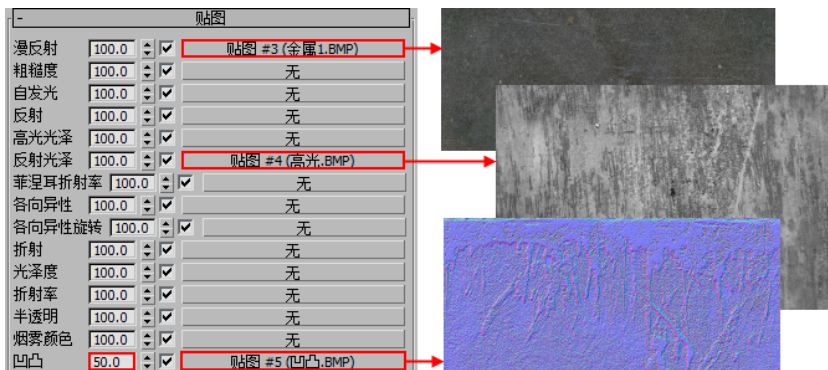 - 贴图
漫反射 100.0 贴图 #3 (金属1.BMP)
粗糙度 100.0 无
自发光 100.0 无
反射 100.0 无
高光光泽 100.0 无
反射光泽 100.0 贴图 #4 (高光.BMP)
菲涅耳折射率 100.0 无
各向异性 100.0 无
各向异性旋转 100.0 无
折射 100.0 无
光泽度 100.0 无
折射率 100.0 无
半透明 100.0 无
烟雾颜色 100.0 无
凹凸 50.0 贴图 #5 (凹凸.BMP)